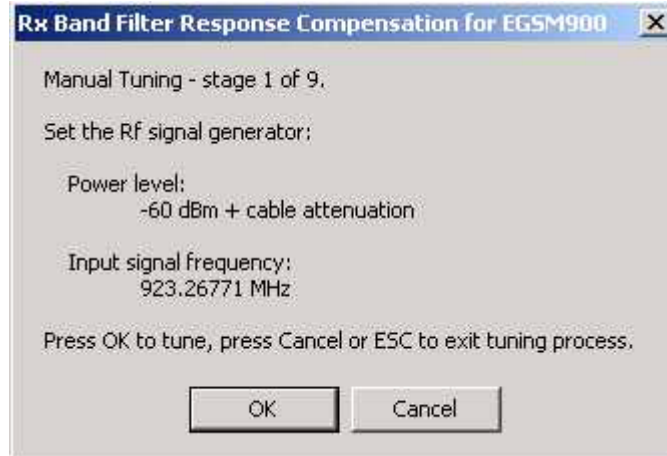 Rx Band Filter Response Compensation for EGSM900
Manual Tuning - stage 1 of 9.
Set the Rf signal generator:
Power level:
-60 dBm + cable attenuation
Input signal frequency:
923.26771 MHz
Press OK to tune, press Cancel or ESC to exit tuning process.
OK
Cancel